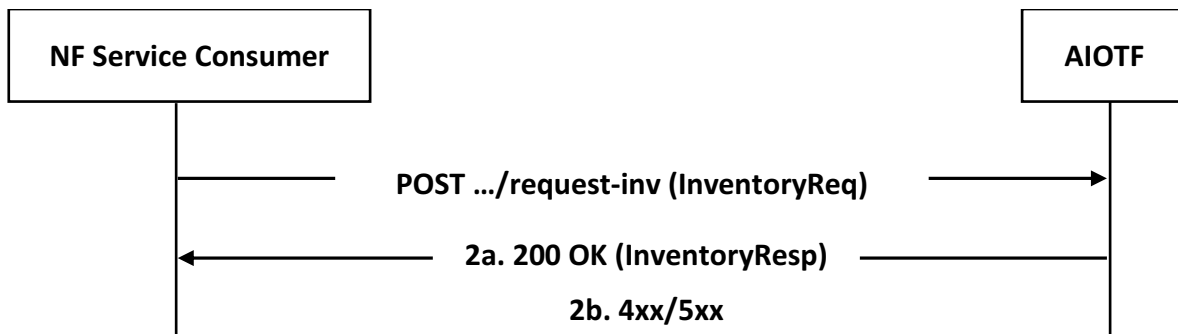 NF Service Consumer
AIOTF
POST …/request-inv (InventoryReq)
2a. 200 OK (InventoryResp)
2b. 4xx/5xx